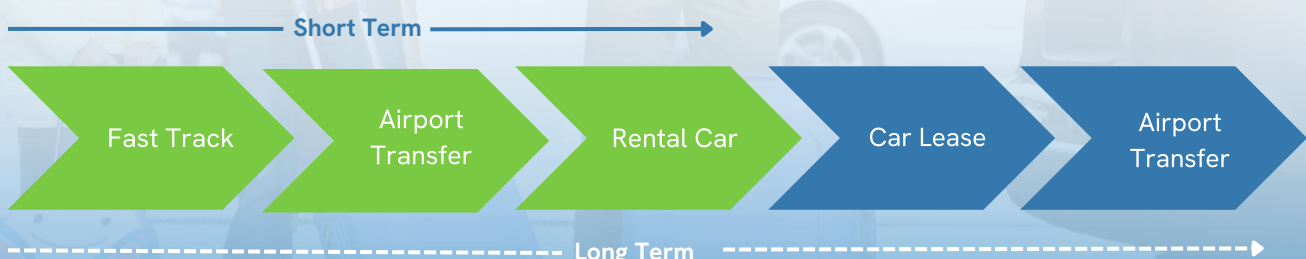 Short Term
Fast Track
Airport
Transfer
Rental Car
Car Lease
Airport
Transfer
Long Term